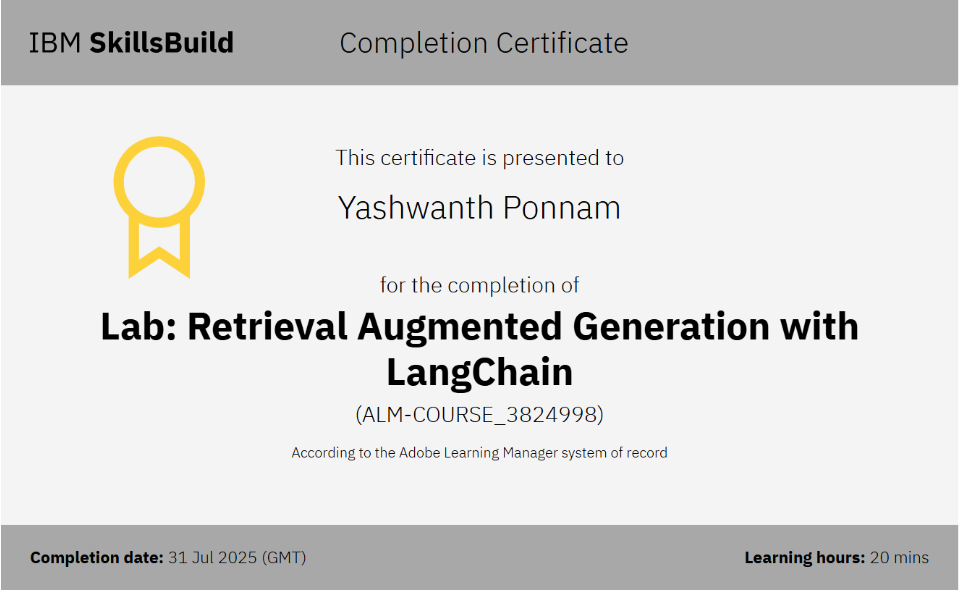 IBM SkillsBuild
Completion Certificate
This certificate is presented to
Yashwanth Ponnam
for the completion of
Lab: Retrieval Augmented Generation with
LangChain
(ALM-COURSE_3824998)
According to the Adobe Learning Manager system of record
Completion date: 31 Jul 2025 (GMT)
Learning hours: 20 mins